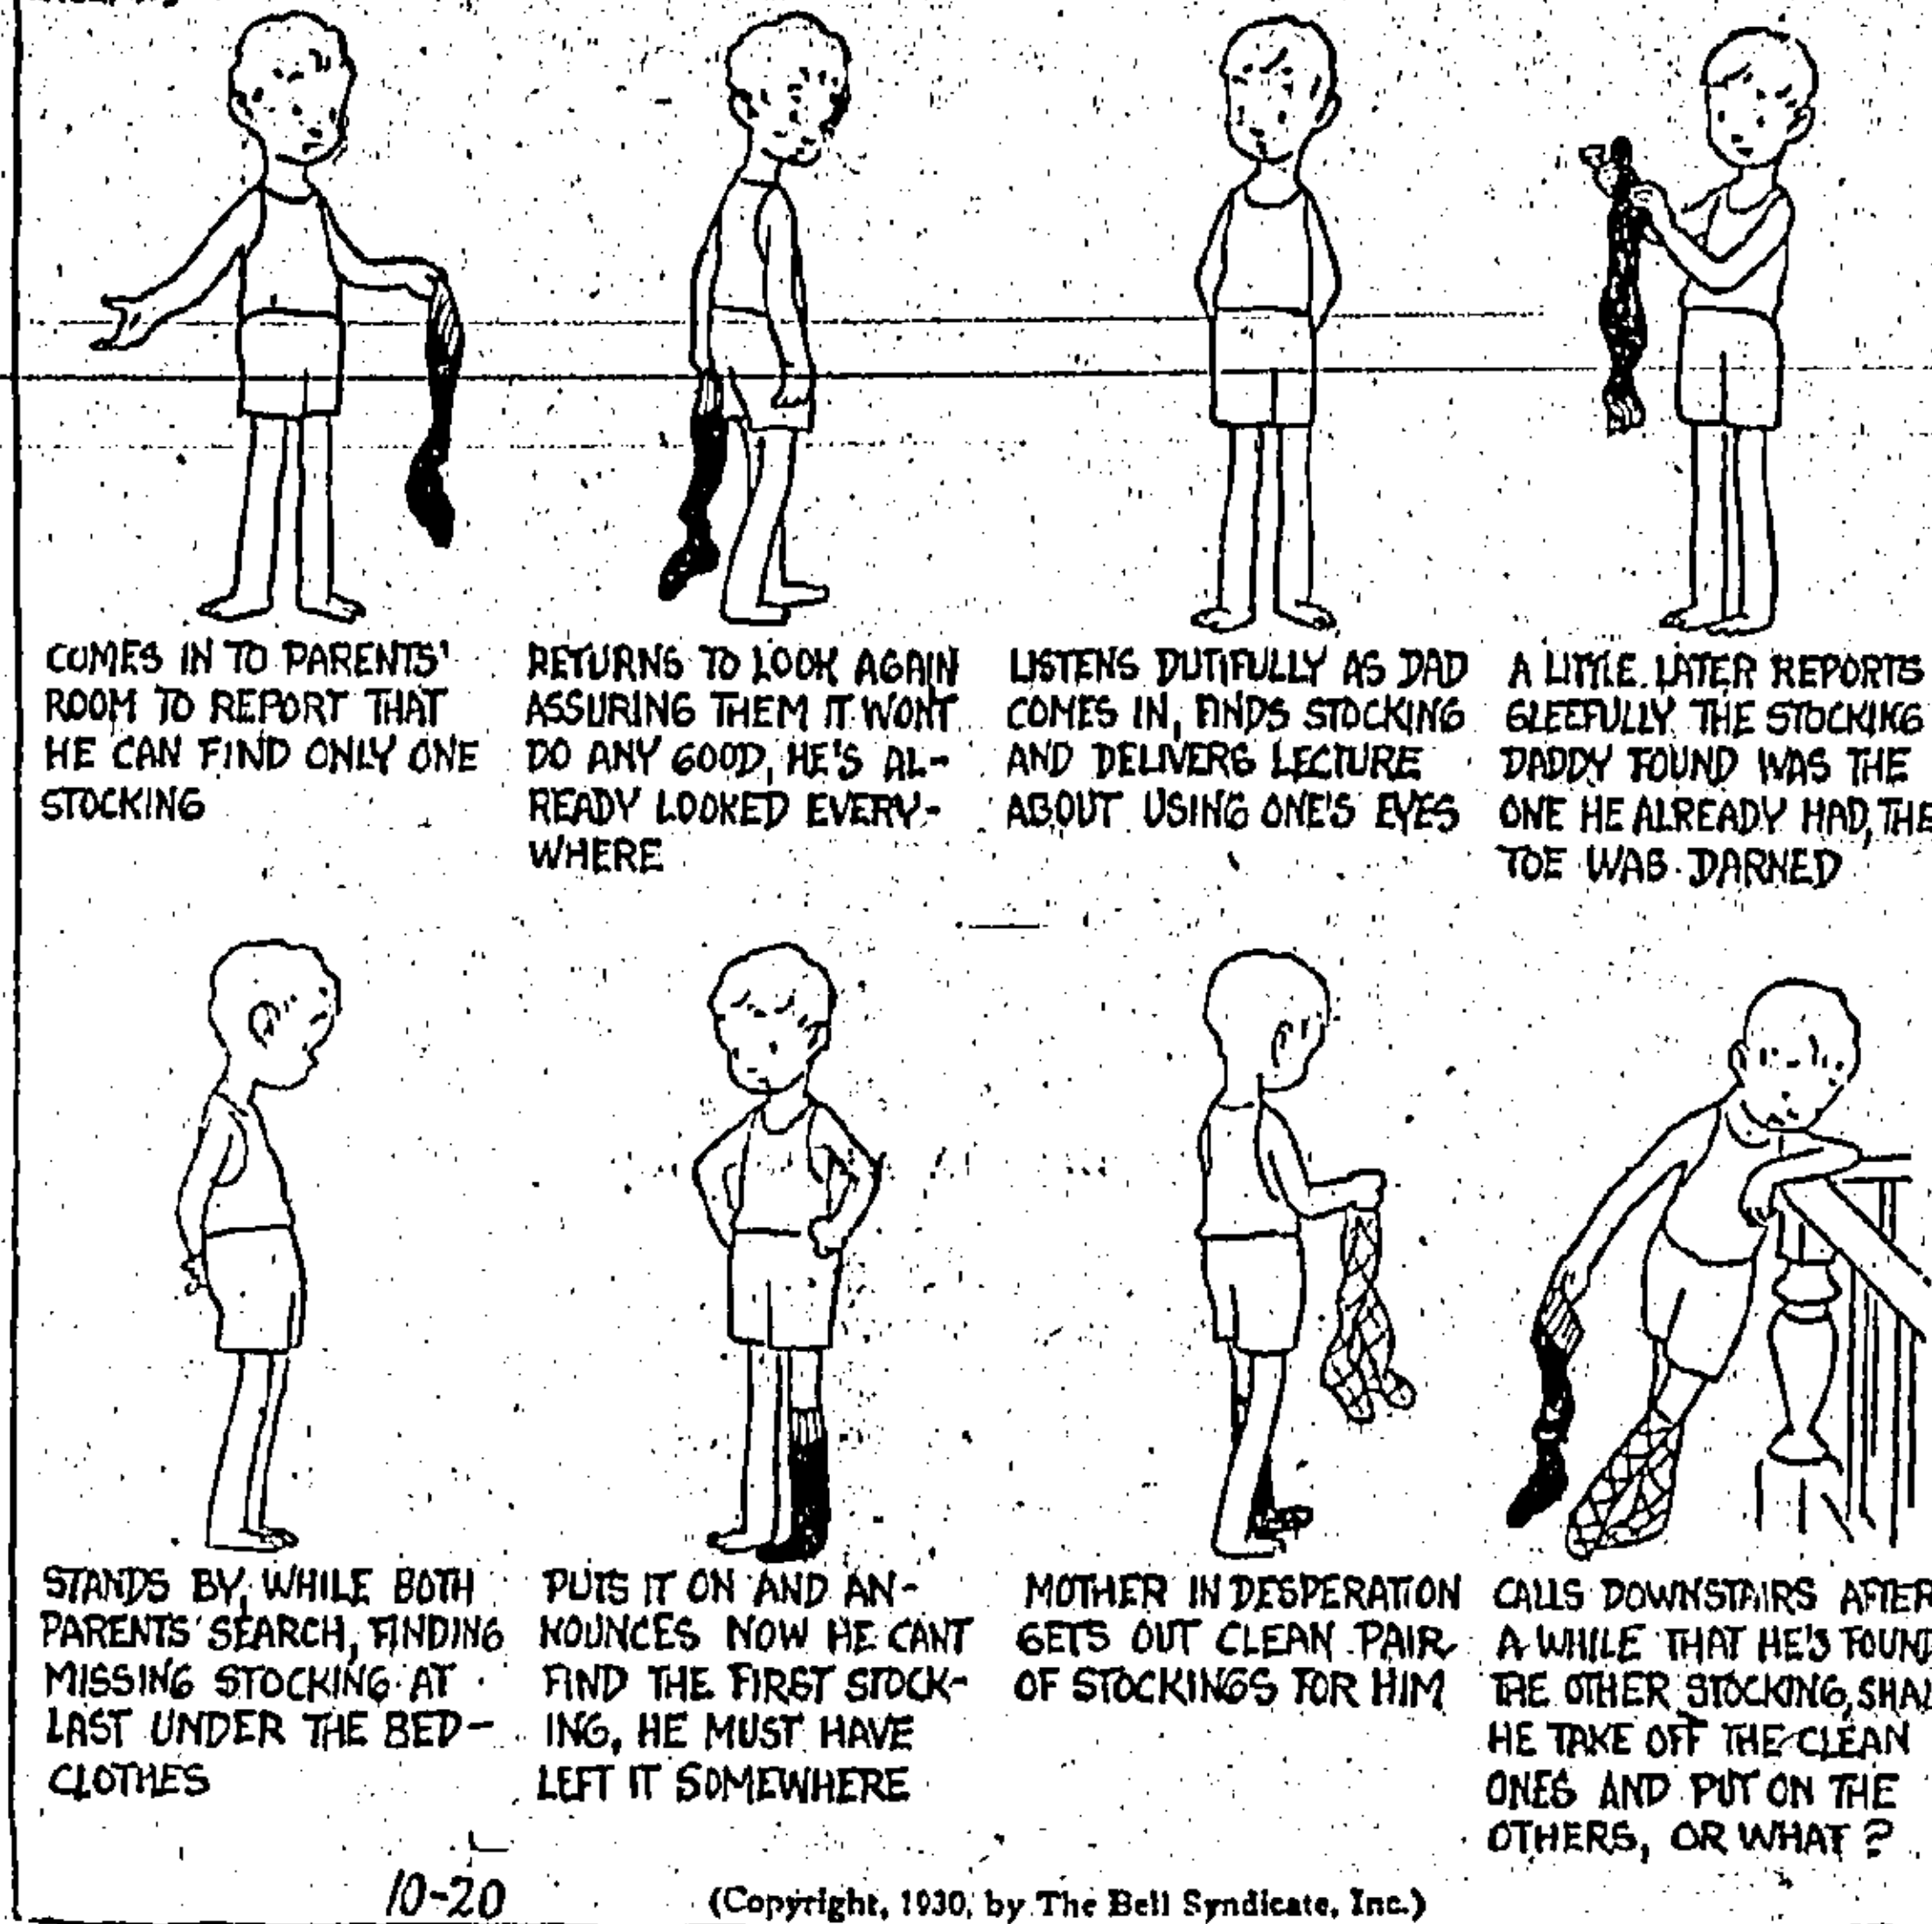 COMES IN TO PARENTS'
ROOM TO REPORT THAT
HE CAN FIND ONLY ONE
STOCKING
RETURNS TO LOOK AGAIN
ASSURING THEM IT WONT
DO ANY GOOD, HE'S AL-
READY LOOKED EVERY-
WHERE
LISTENS DUTIFULLY AS DAD
COMES IN, FINDS STOCKING
AND DELIVERS LECTURE
ABOUT USING ONE'S EYES
A LITTLE LATER REPORTS
GLEEFULLY THE STOCKING
DADDY FOUND WAS THE
ONE HE ALREADY HAD, THE
TOE WAS DARNED
STANDS BY, WHILE BOTH
PARENTS SEARCH, FINDING
MISSING STOCKING AT
LAST UNDER THE BED-
CLOTHES
PUTS IT ON AND AN-
NOUNCES NOW HE CANT
FIND THE FIRST STOCK-
ING, HE MUST HAVE
LEFT IT SOMEWHERE
MOTHER IN DESPERATION
GETS OUT CLEAN PAIR
OF STOCKINGS FOR HIM
CALLS DOWNSTAIRS AFTER
A WHILE THAT HE'S FOUND
THE OTHER STOCKING,
HE TAKE OFF THE CLEAN
ONES AND PUT ON THE
OTHERS, OR WHAT?
10-20
(Copyright, 1930, by The Bell Syndicate, Inc.)